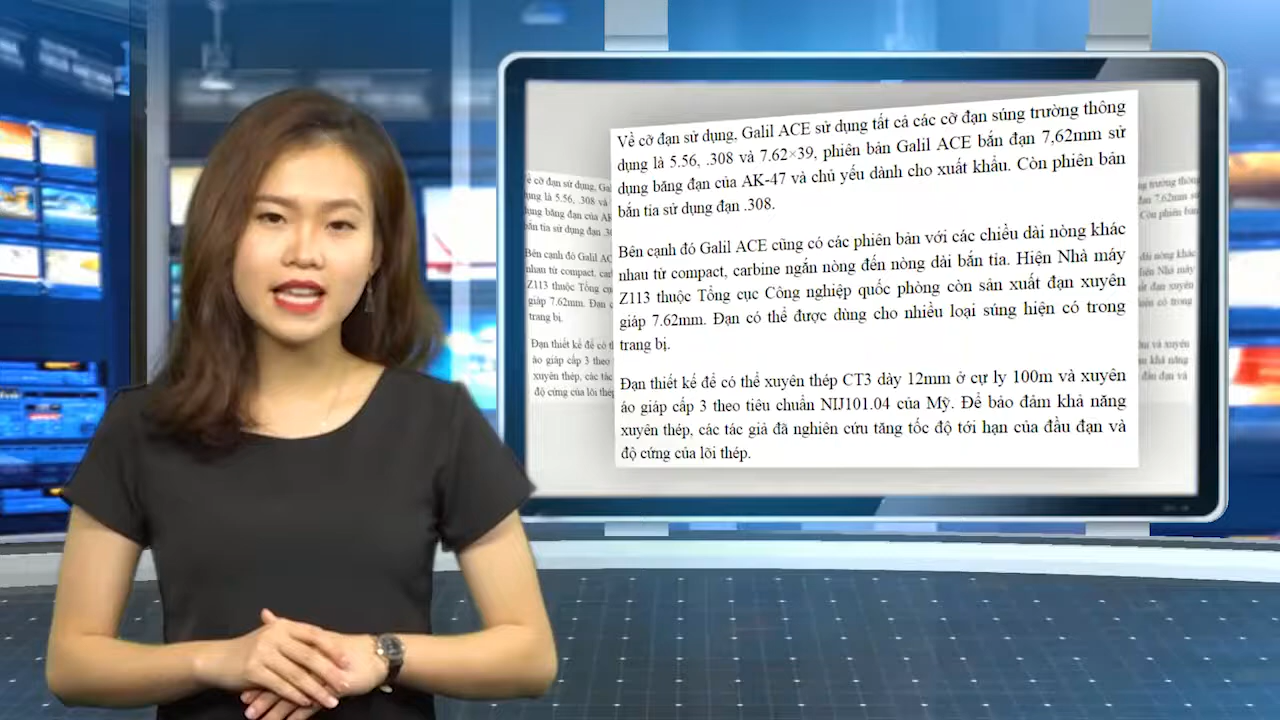 Về cỡ đạn sử dụng, Galil ACE sử dụng tất cả các cỡ đạn súng trường thông
dụng là 5.56, .308 và 7.62×39, phiên bản Galil ACE bắn đạn 7,62mm sử
dụng băng đạn của AK-47 và chủ yếu dành cho xuất khẩu. Còn phiên bản
bắn tỉa sử dụng đạn .308.
Bên cạnh đó Galil ACE cũng có các phiên bản với các chiều dài nòng khác
nhau từ compact, carbine ngắn nòng đến nòng dài bắn tỉa. Hiện Nhà máy
Z113 thuộc Tổng cục Công nghiệp quốc phòng còn sản xuất đạn xuyên
giáp 7.62mm. Đạn có thể được dùng cho nhiều loại súng hiện có trong
trang bị.
Đạn thiết kế để có thể xuyên thép CT3 dày 12mm ở cự ly 100m và xuyên
áo giáp cấp 3 theo tiêu chuẩn NIJ101.04 của Mỹ. Để bảo đảm khả năng
xuyên thép, các tác giả đã nghiên cứu tăng tốc độ tới hạn của đầu đạn và
độ cứng của lõi thép.